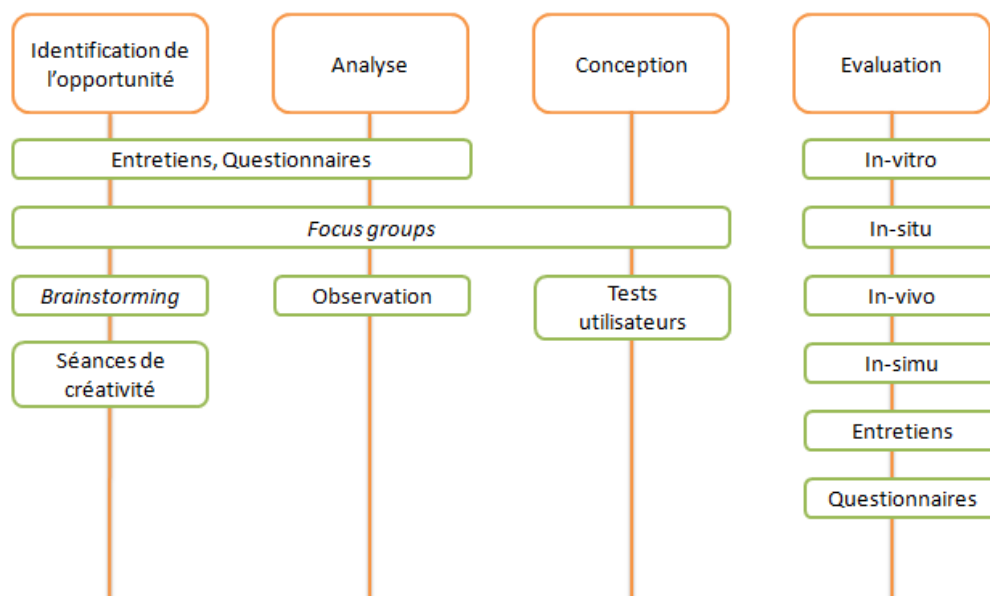 Identification de
l'opportunité
Analyse
Conception
Evaluation
Entretiens, Questionnaires
In-vitro
Focus groups
In-situ
Brainstorming
Observation
Tests
utilisateurs
In-vivo
Séances de
créativité
In-simu
Entretiens
Questionnaires